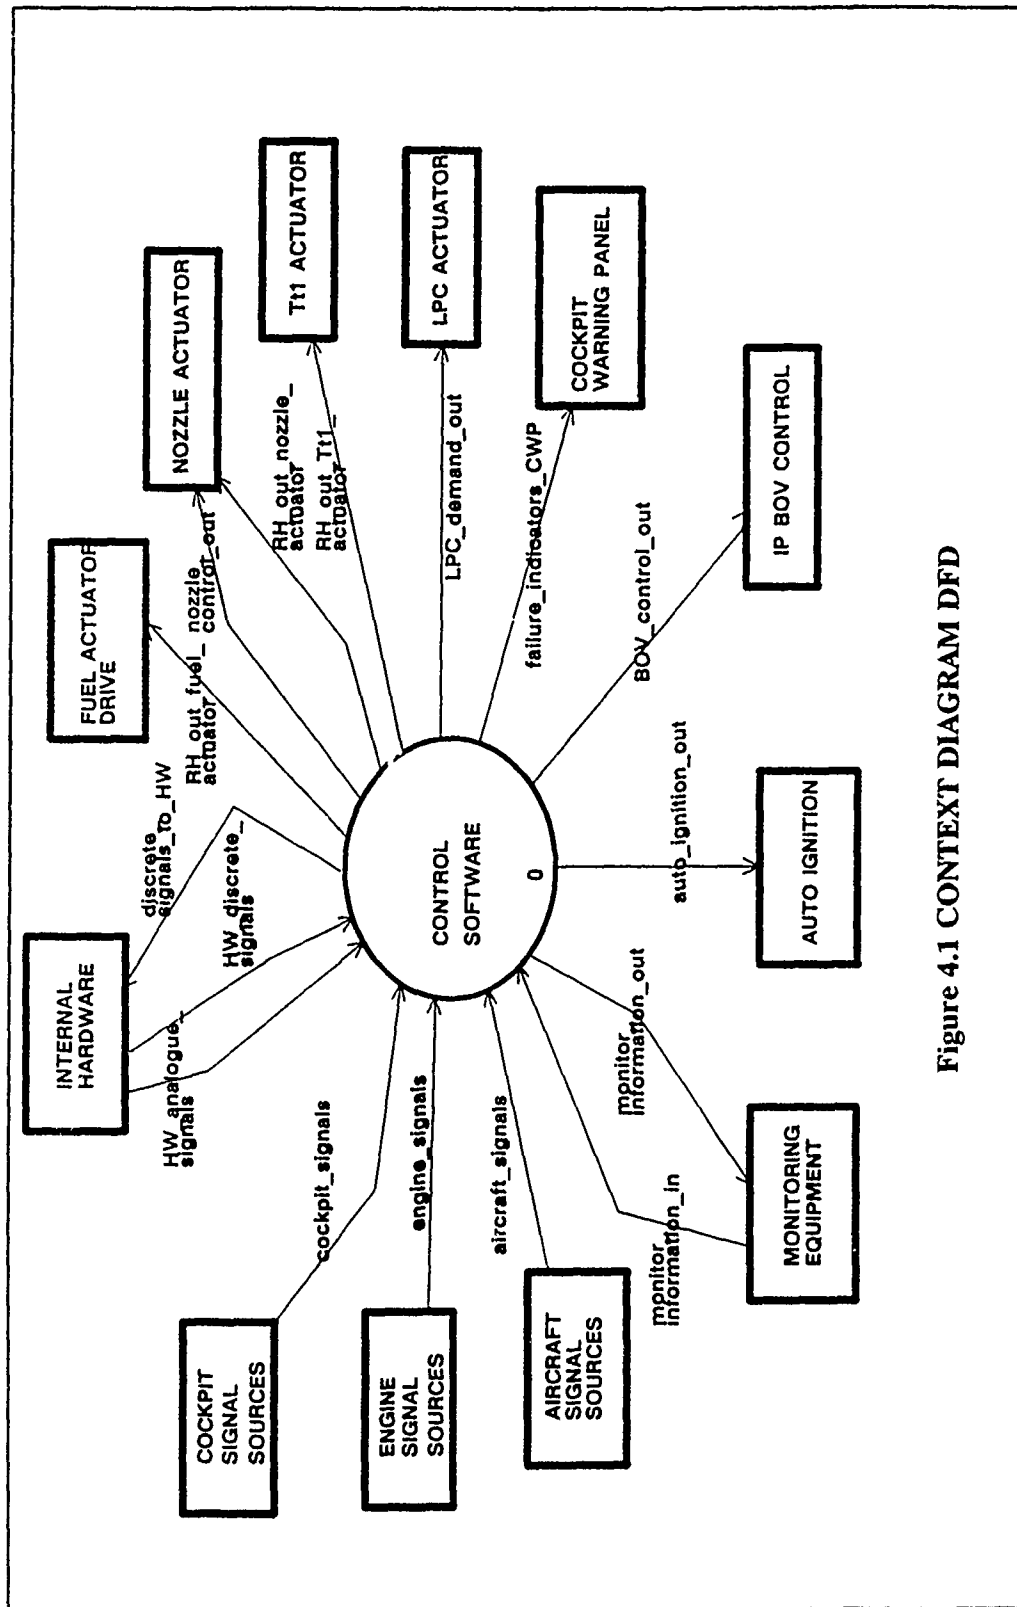 INTERNAL
HARDWARE
FUEL ACTUATOR
DRIVE
NOZZLE ACTUATOR
Tt1 ACTUATOR
LPC ACTUATOR
COCKPIT
WARNING PANEL
IP BOV CONTROL
AUTO IGNITION
MONITORING
EQUIPMENT
AIRCRAFT
SIGNAL
SOURCES
ENGINE
SIGNAL
SOURCES
COCKPIT
SIGNAL
SOURCES
CONTROL
SOFTWARE
0
HW_analogue_
signals
HW_discrete_
signals
discrete_
signals_to_HW
RH_out_fuel_
actuator
nozzle_
control_out
RH_out_nozzle_
actuator
RH_out_Tt1_
actuator
LPC_demand_out
failure_indicators_CWP
BOV_control_out
auto_ignition_out
monitor
information_out
monitor
information_in
aircraft_signals
engine_signals
cockpit_signals
Figure 4.1 CONTEXT DIAGRAM DFD